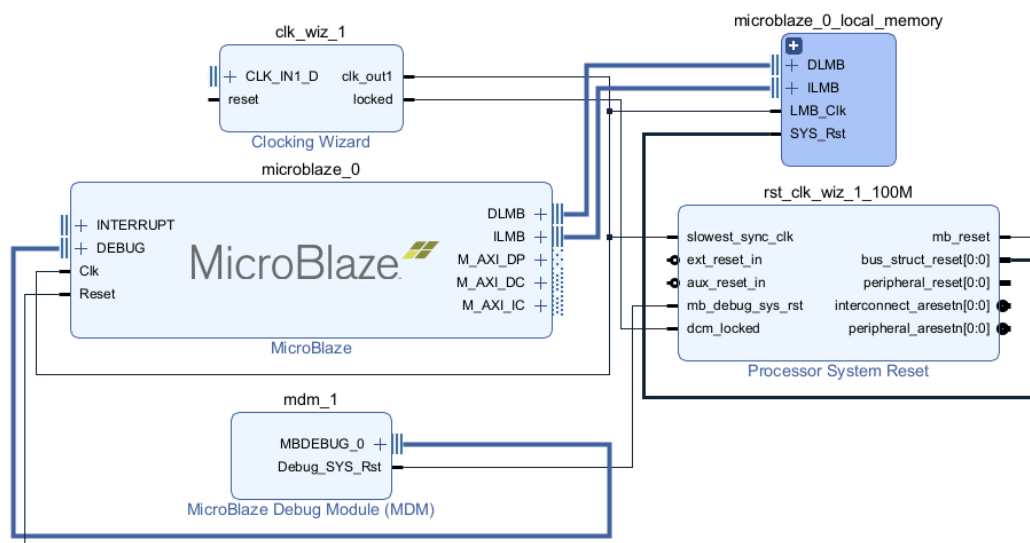 clk_wiz_1
CLK_IN1_D
clk_out1
reset
locked
Clocking Wizard
microblaze_0_local_memory
DLMB
ILMB
LMB_Clk
SYS_Rst
microblaze_0
INTERRUPT
DEBUG
Clk
Reset
MicroBlaze
DLMB
ILMB
M_AXI_DP
M_AXI_DC
M_AXI_IC
MicroBlaze
rst_clk_wiz_1_100M
slowest_sync_clk
ext_reset_in
aux_reset_in
mb_debug_sys_rst
dcm_locked
mb_reset
bus_struct_reset[0:0]
peripheral_reset[0:0]
interconnect_aresetn[0:0]
peripheral_aresetn[0:0]
Processor System Reset
mdm_1
MBDEBUG_0
Debug_SYS_Rst
MicroBlaze Debug Module (MDM)